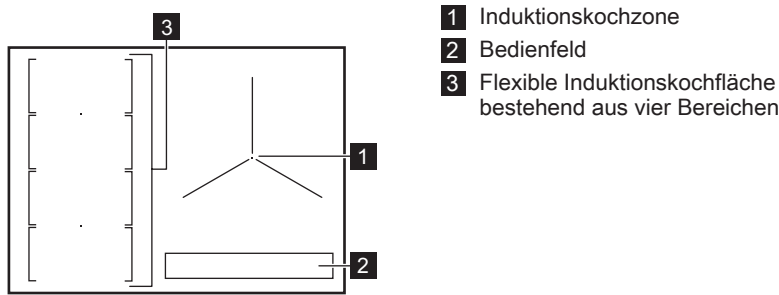 3
1
2
1 Induktionskochzone
2 Bedienfeld
3 Flexible Induktionskochfläche
bestehend aus vier Bereichen